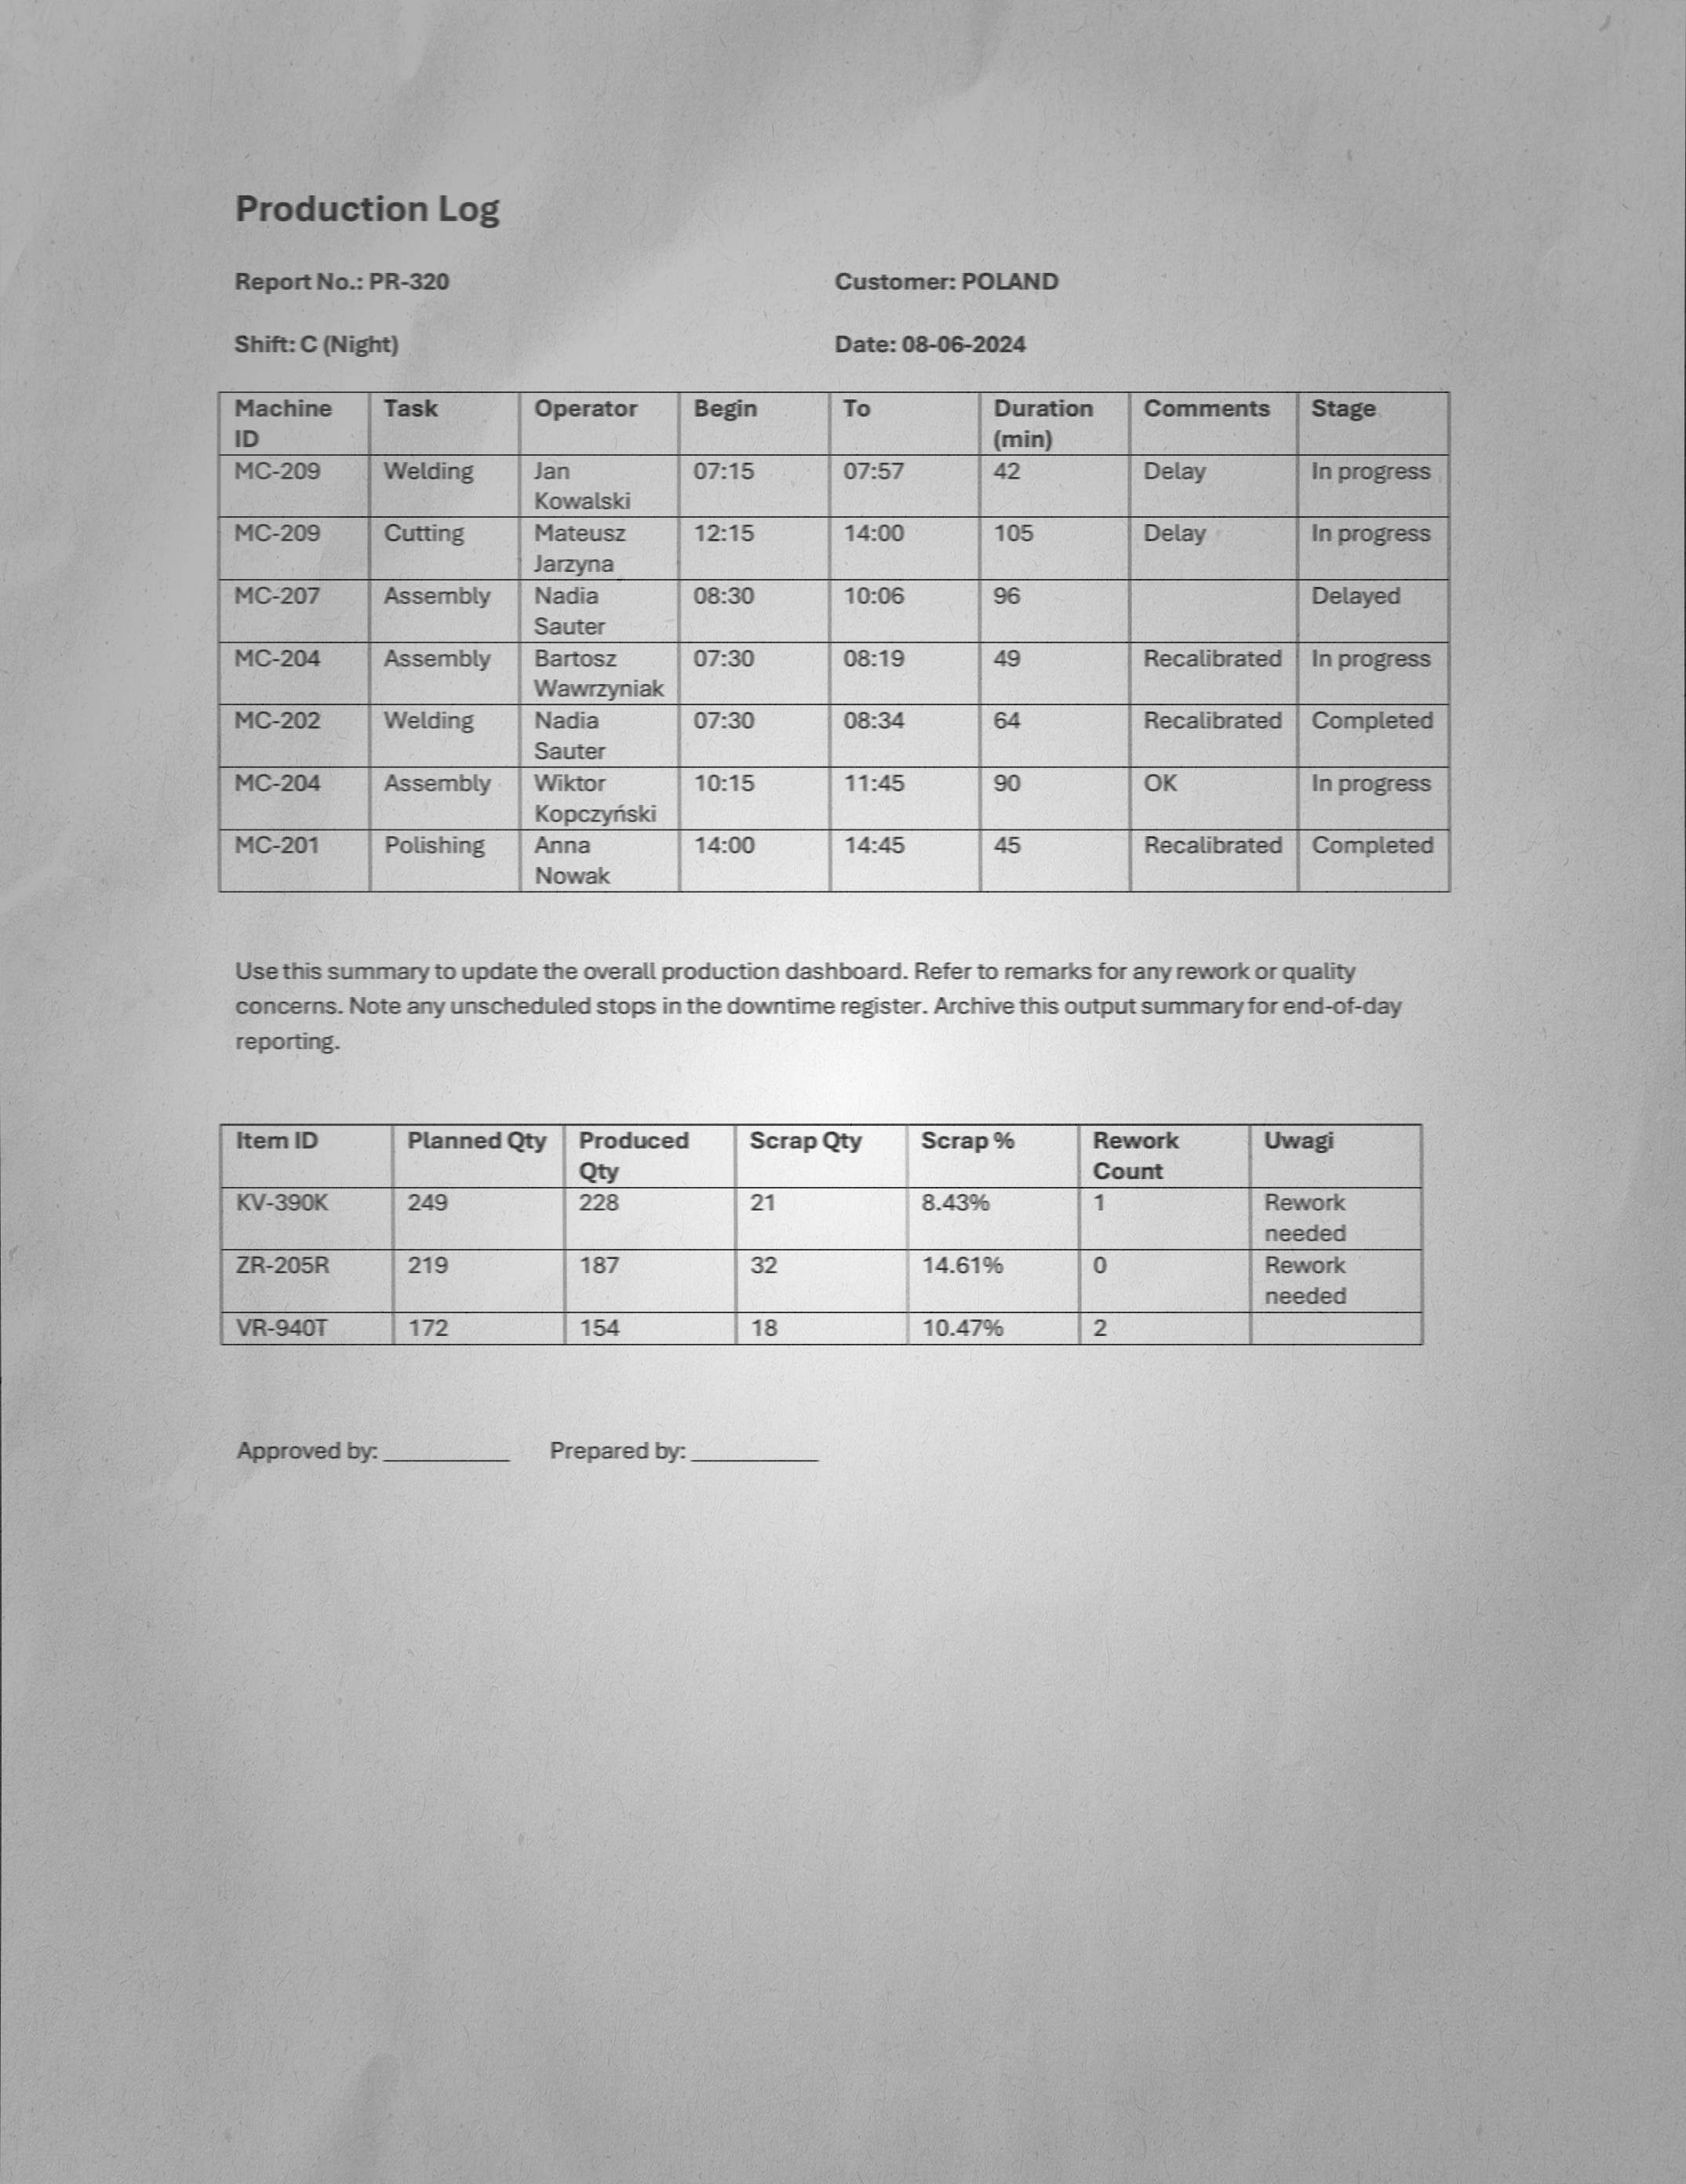 Production Log
Report No.: PR-320 Customer: POLAND
Shift: C (Night) Date: 08-06-2024
Machine ID Task Operator Begin To Duration (min) Comments Stage
MC-209 Welding Jan Kowalski 07:15 07:57 42 Delay In progress
MC-209 Cutting Mateusz Jarzyna 12:15 14:00 105 Delay In progress
MC-207 Assembly Nadia Sauter 08:30 10:06 96 Delayed
MC-204 Assembly Bartosz Wawrzyniak 07:30 08:19 49 Recalibrated In progress
MC-202 Welding Nadia Sauter 07:30 08:34 64 Recalibrated Completed
MC-204 Assembly Wiktor Kopczyński 10:15 11:45 90 OK In progress
MC-201 Polishing Anna Nowak 14:00 14:45 45 Recalibrated Completed
Use this summary to update the overall production dashboard. Refer to remarks for any rework or quality
concerns. Note any unscheduled stops in the downtime register. Archive this output summary for end-of-day
reporting.
Item ID Planned Qty Produced Qty Scrap Qty Scrap % Rework Count Uwagi
KV-390K 249 228 21 8.43% 1 Rework needed
ZR-205R 219 187 32 14.61% 0 Rework needed
VR-940T 172 154 18 10.47% 2
Approved by: __________ Prepared by: __________